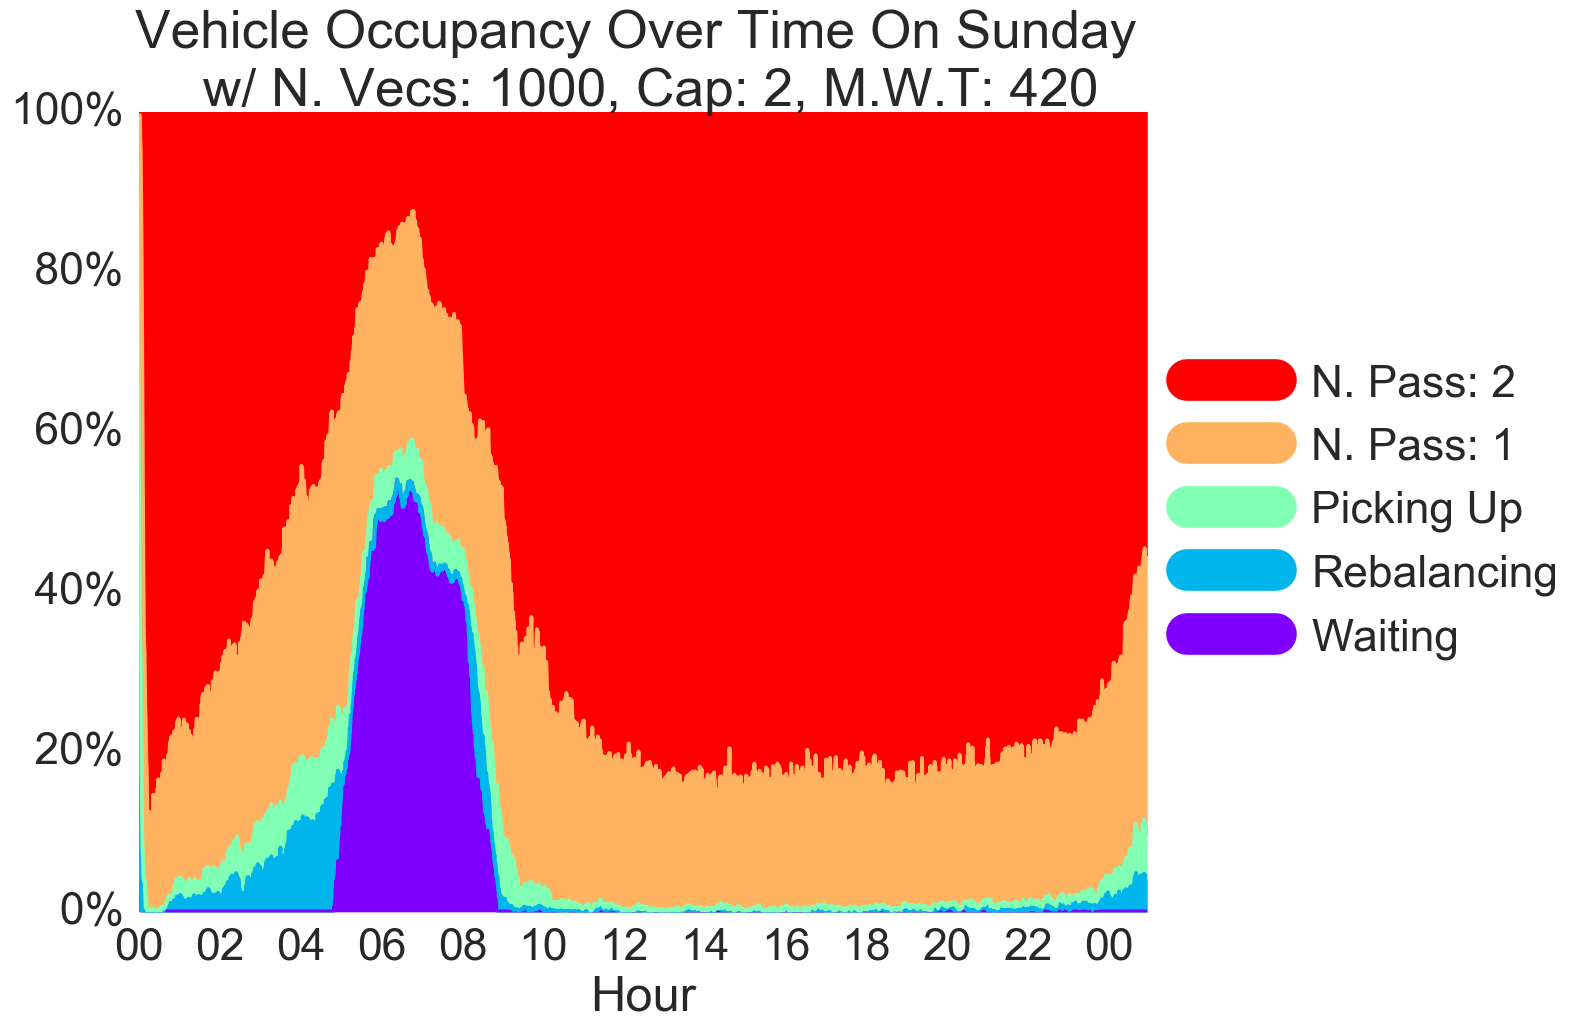 Vehicle Occupancy Over Time On Sunday
w/ N. Vecs: 1000, Cap: 2, M.W.T: 420
100%
80%
60%
40%
20%
0%
00 02 04 06 08 10 12 14 16 18 20 22 00
Hour
N. Pass: 2
N. Pass: 1
Picking Up
Rebalancing
Waiting